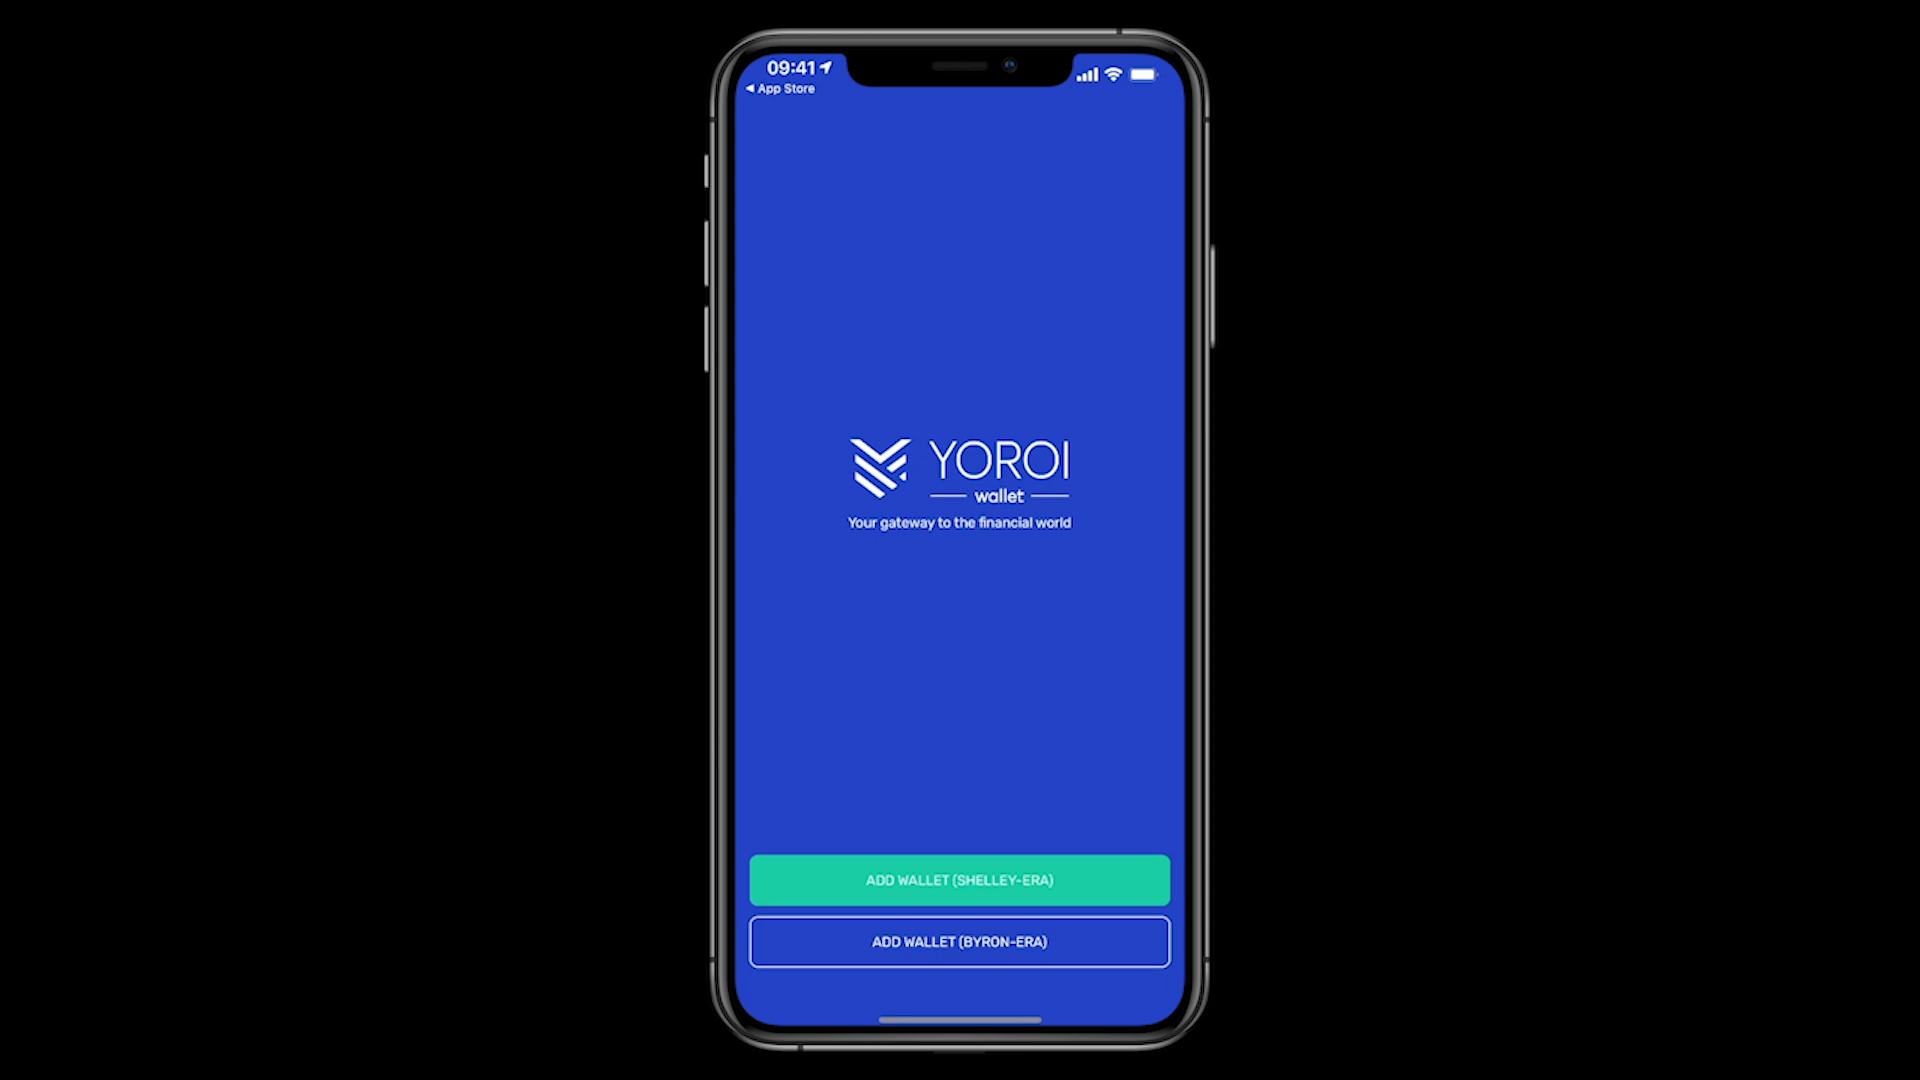 09:41
◀ App Store
YOROI
wallet
Your gateway to the financial world
ADD WALLET (SHELLEY-ERA)
ADD WALLET (BYRON-ERA)